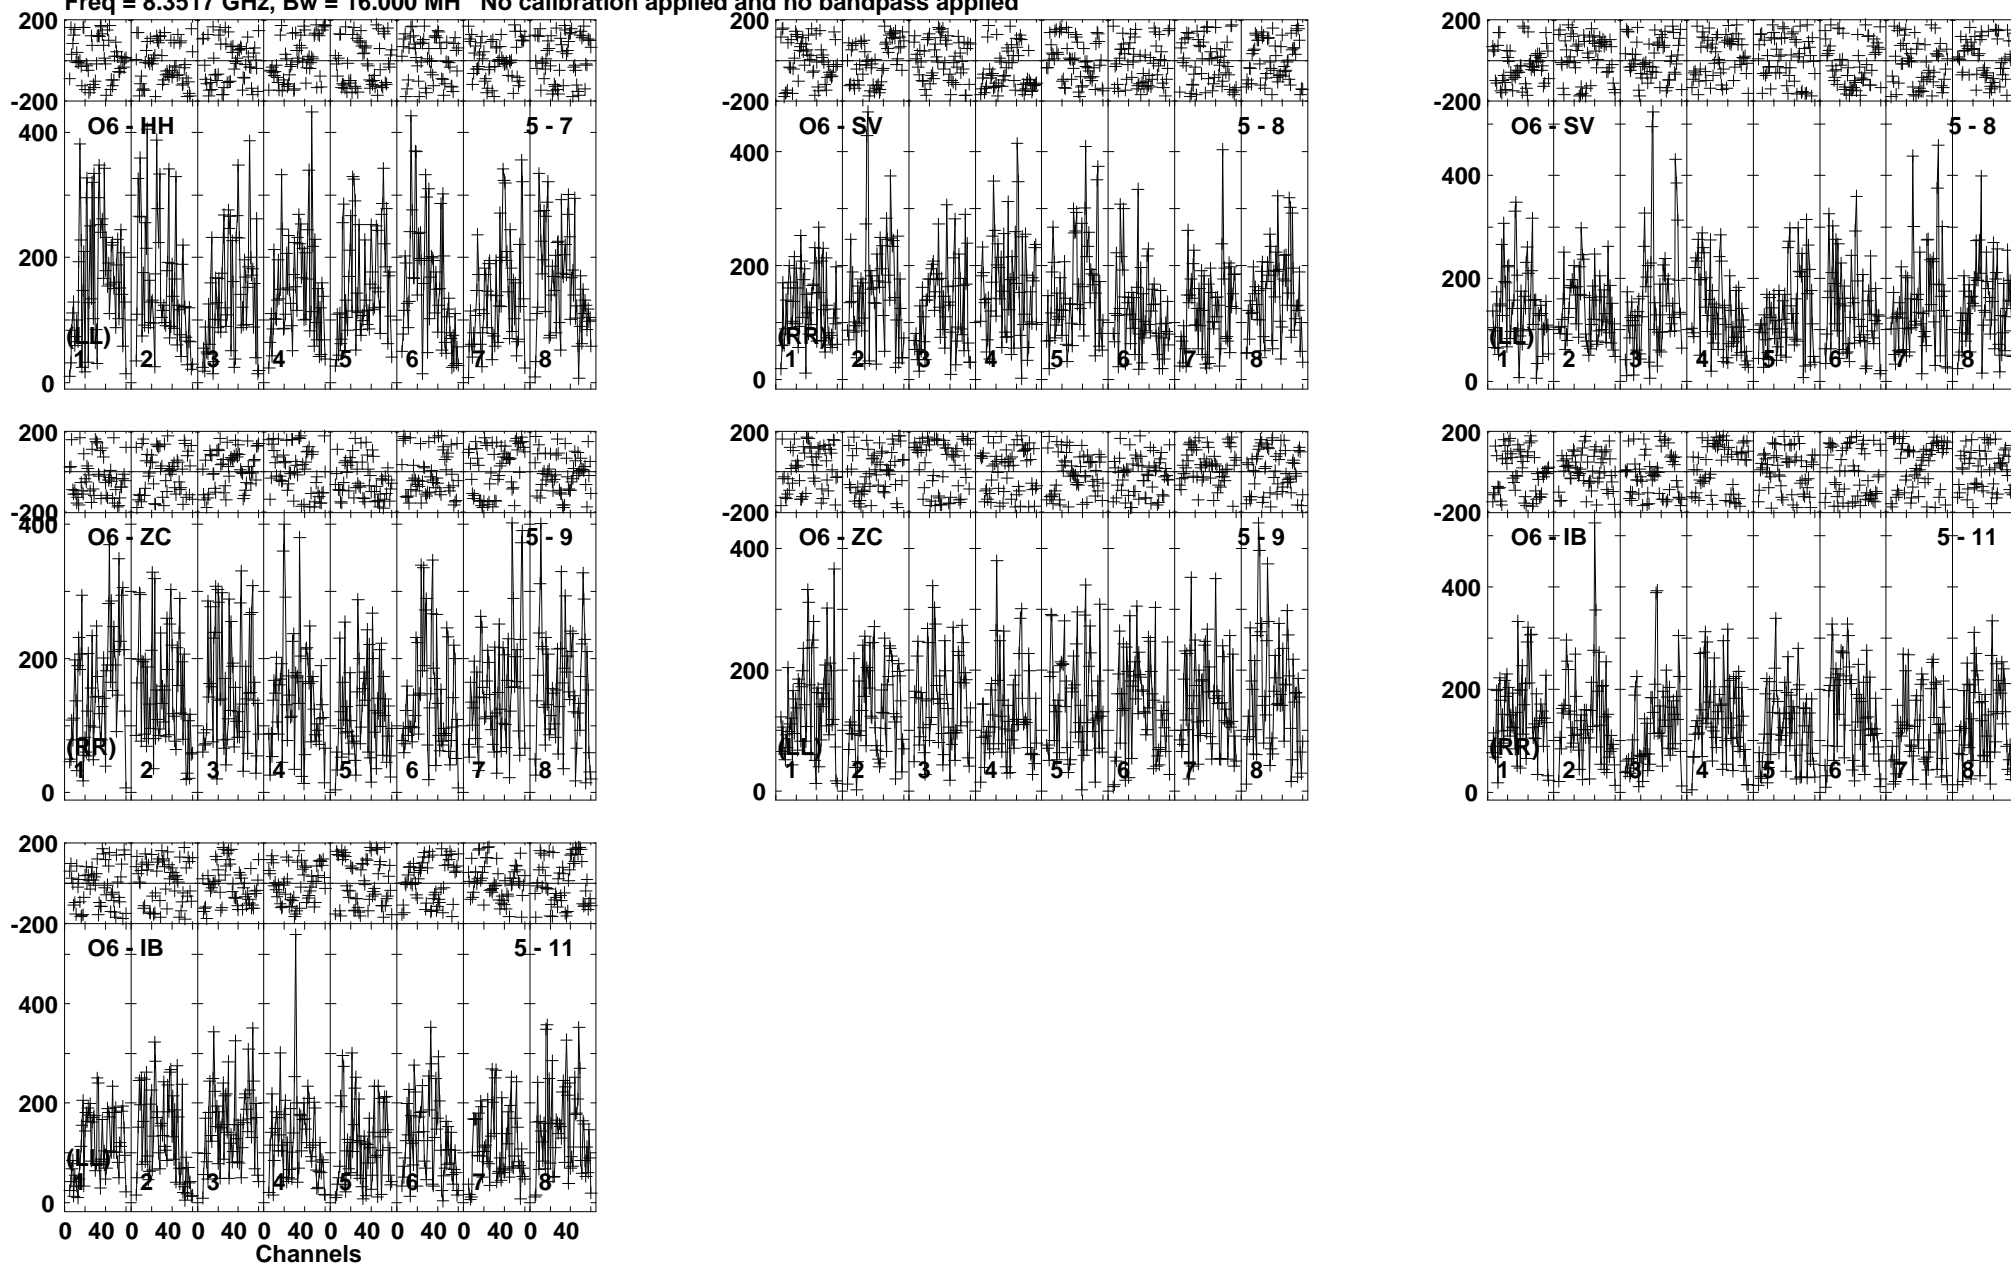 Freq = 8.3517 GHz, Bw = 16.000 MH No calibration applied and no bandpass applied
200 200 200
-200 -200 -200
O6 - HH 5 - 7 O6 - SV 5 - 8 O6 - SV 5 - 8
400 400 400
200 200 200
(LL) (RR) (LL)
1 2 3 4 5 6 7 8 1 2 3 4 5 6 7 8 1 2 3 4 5 6 7 8
0 0 0
200 200 200
-200 -200 -200
400 400 400
O6 - ZC 5 - 9 O6 - ZC 5 - 9 O6 - IB 5 - 11
200 200 200
(RR) (LL) (RR)
1 2 3 4 5 6 7 8 1 2 3 4 5 6 7 8 1 2 3 4 5 6 7 8
0 0 0
200
-200
O6 - IB 5 - 11
400
200
(LL)
1 2 3 4 5 6 7 8
0
0 40 0 40 0 40 0 40 0 40 0 40 0 40 0 40
Channels